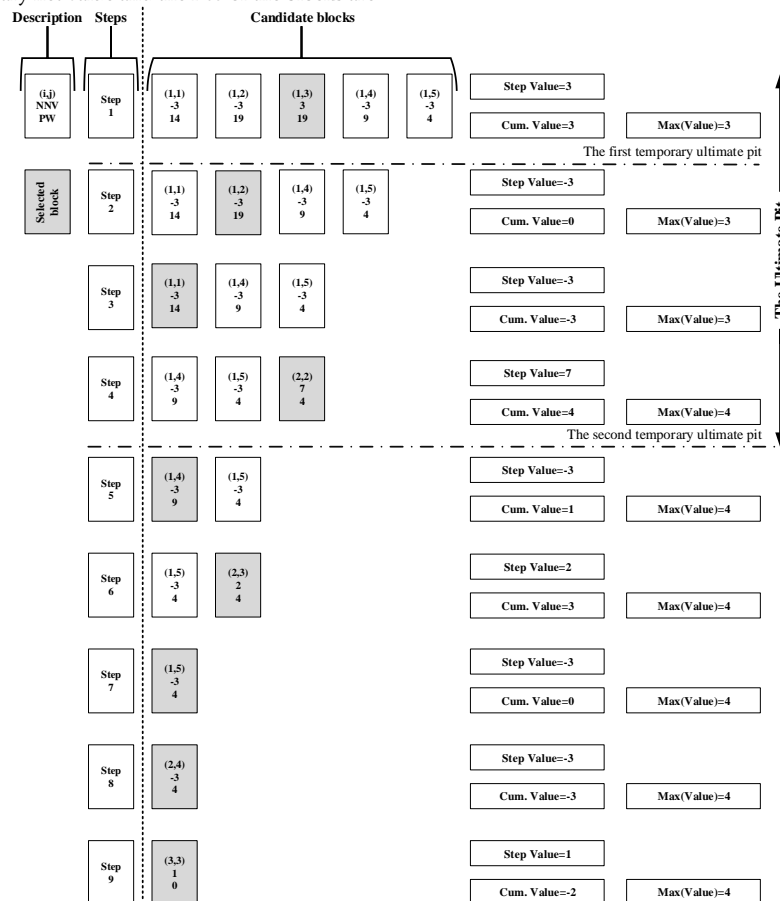 Description Steps Candidate blocks
(i,j)
NNV
PW
Step
1
(1,1)
-3
14
(1,2)
-3
19
(1,3)
3
19
(1,4)
-3
9
(1,5)
-3
4
Step Value=3
Cum. Value=3
Max(Value)=3
The first temporary ultimate pit
Selected
block
Step
2
(1,1)
-3
14
(1,2)
-3
19
(1,4)
-3
9
(1,5)
-3
4
Step Value=-3
Cum. Value=0
Max(Value)=3
The Ultimate Pit
Step
3
(1,1)
-3
14
(1,4)
-3
9
(1,5)
-3
4
Step Value=-3
Cum. Value=-3
Max(Value)=3
Step
4
(1,4)
-3
9
(1,5)
-3
4
(2,2)
7
4
Step Value=7
Cum. Value=4
Max(Value)=4
The second temporary ultimate pit
Step
5
(1,4)
-3
9
(1,5)
-3
4
Step Value=-3
Cum. Value=1
Max(Value)=4
Step
6
(1,5)
-3
4
(2,3)
2
4
Step Value=2
Cum. Value=3
Max(Value)=4
Step
7
(1,5)
-3
4
Step Value=-3
Cum. Value=0
Max(Value)=4
Step
8
(2,4)
-3
4
Step Value=-3
Cum. Value=-3
Max(Value)=4
Step
9
(3,3)
1
0
Step Value=1
Cum. Value=-2
Max(Value)=4